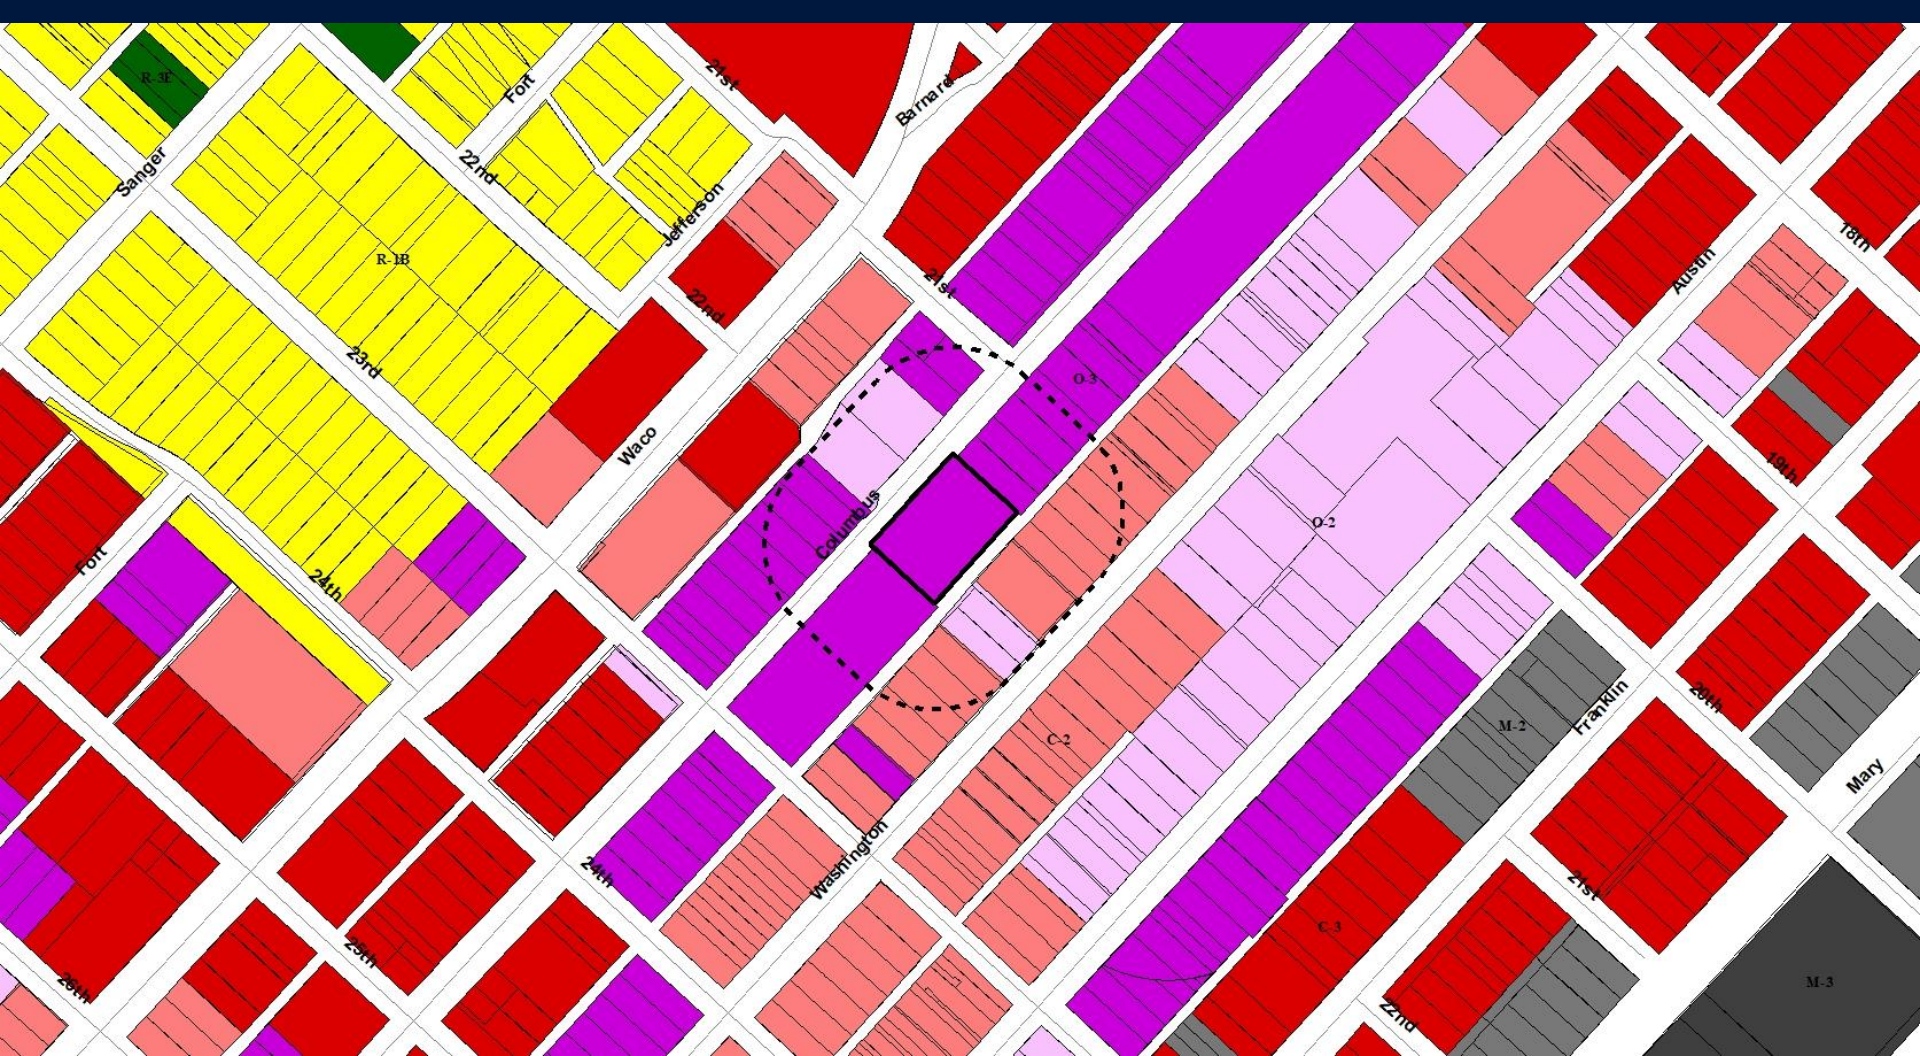 R-3E
Fort
21st
Barnard
Sanger
22nd
Jefferson
R-1B
18th
Austin
21st
22nd
23rd
O-3
Waco
19th
Columbus
O-2
Fort
24th
20th
Franklin
M-2
C-2
Mary
24th
Washington
21st
C-3
25th
26th
M-3
22nd